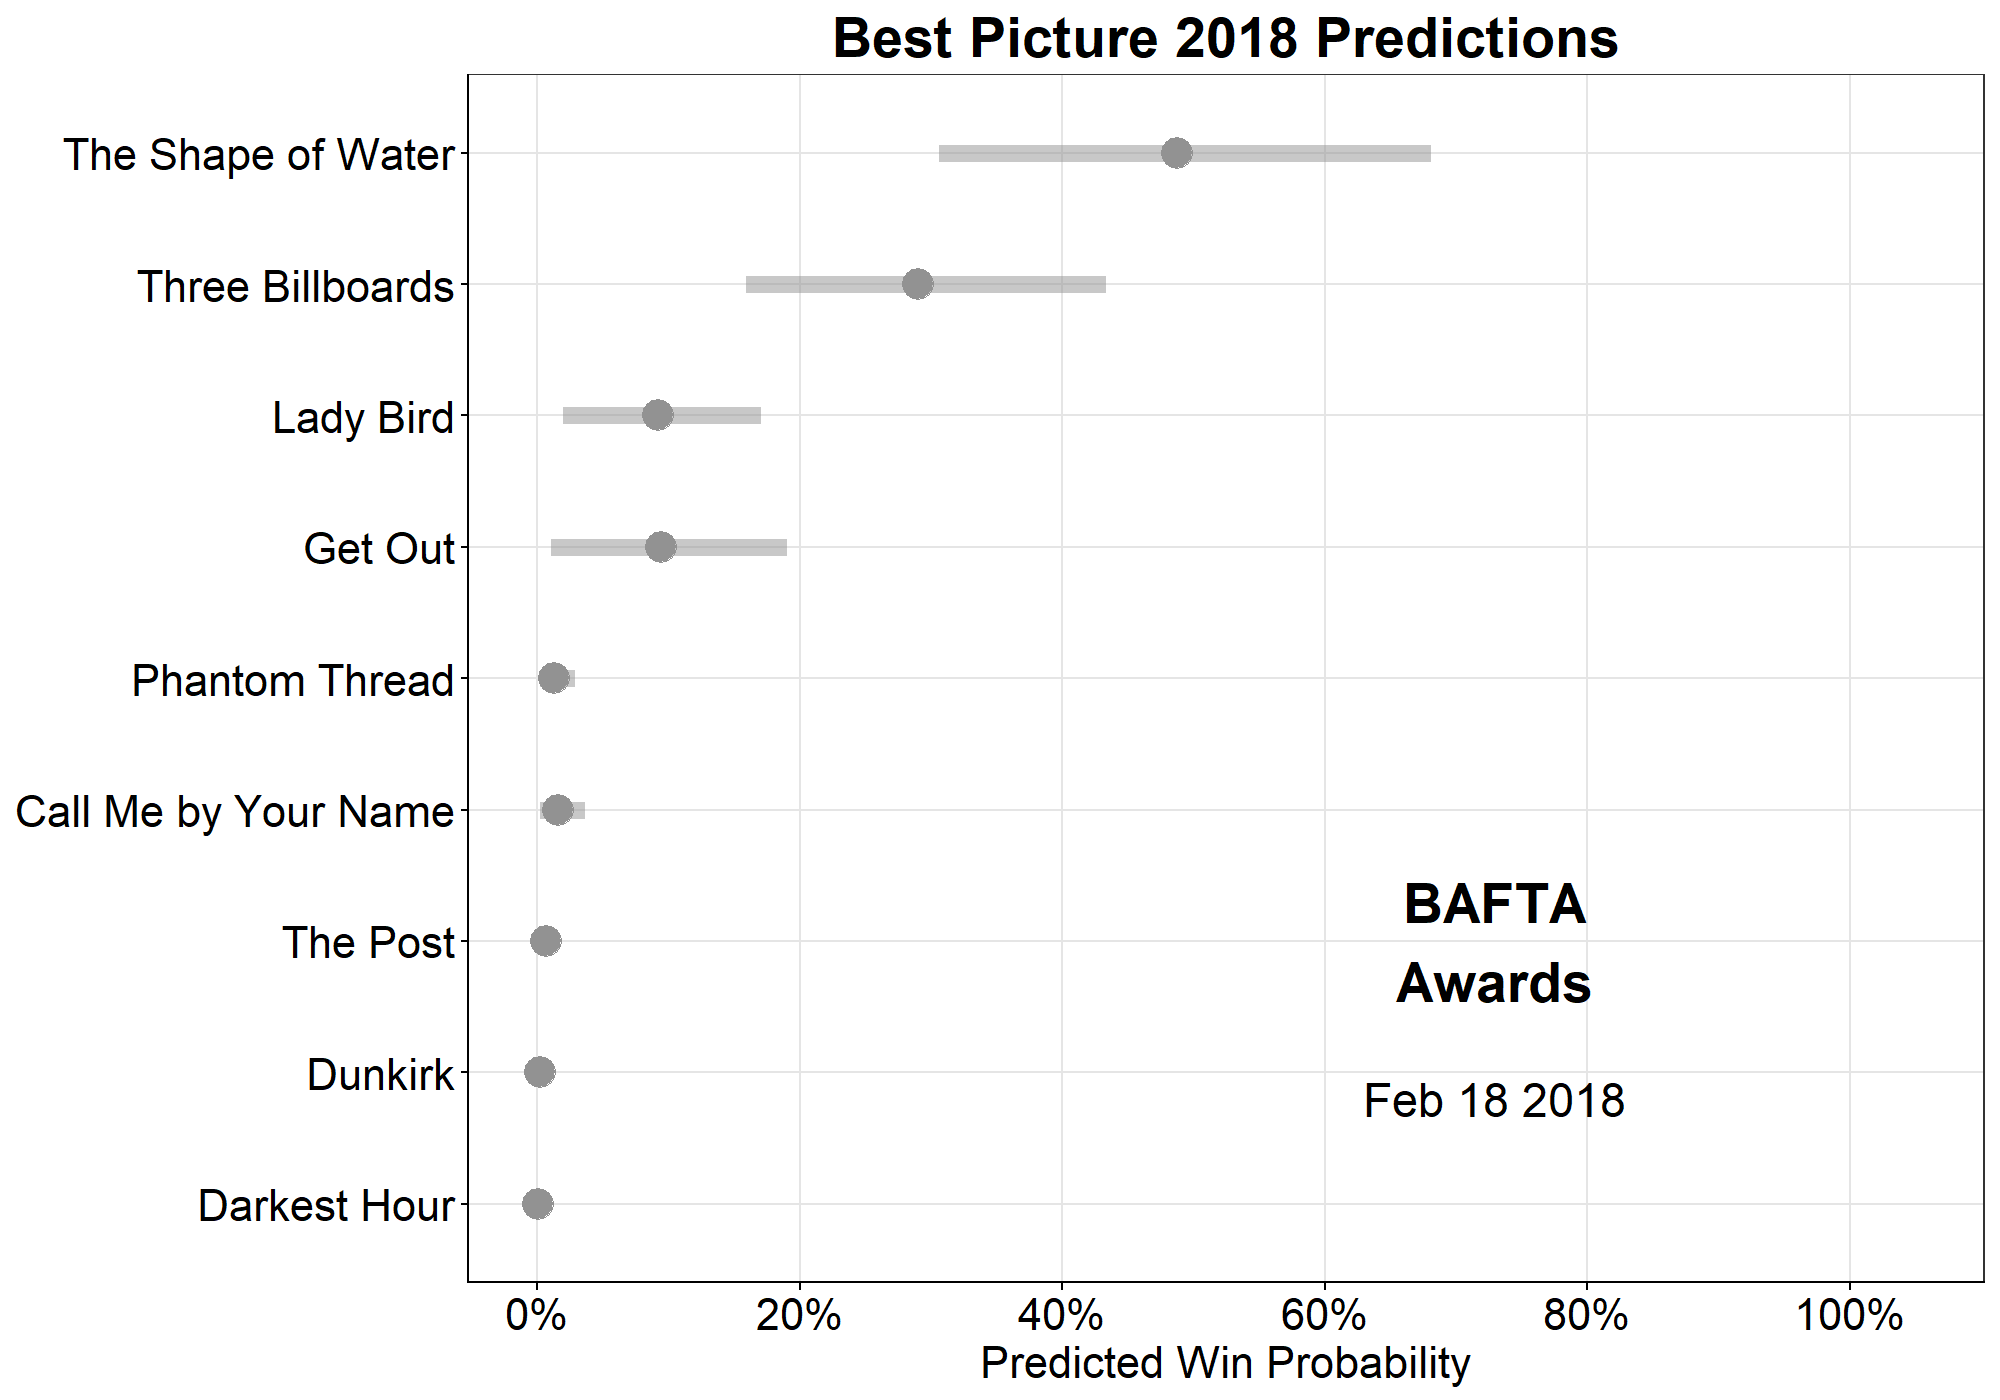 Best Picture 2018 Predictions
The Shape of Water
Three Billboards
Lady Bird
Get Out
Phantom Thread
Call Me by Your Name
The Post
Dunkirk
Darkest Hour
BAFTA
Awards
Feb 18 2018
0% 20% 40% 60% 80% 100%
Predicted Win Probability